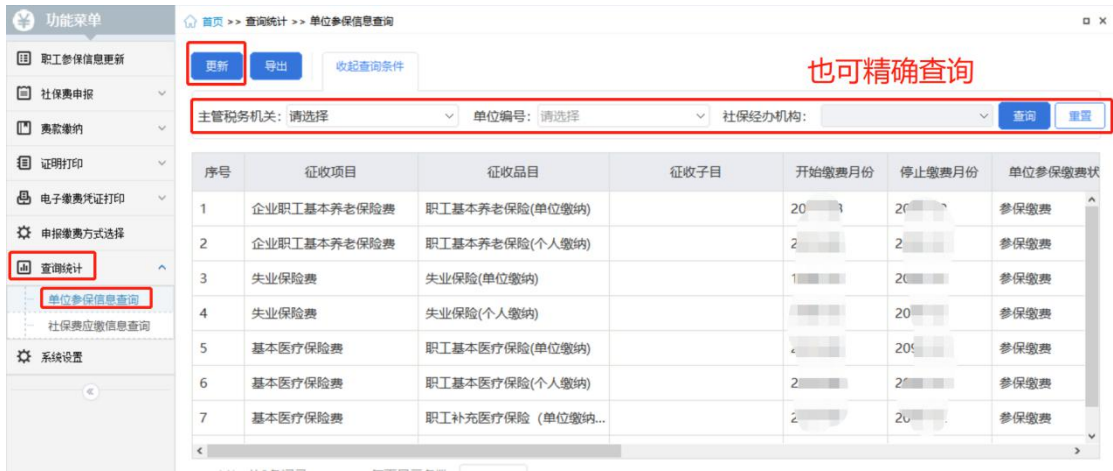 功能菜单
首页 >> 查询统计 >> 单位参保信息查询
职工参保信息更新
社保费申报
费款缴纳
证明打印
电子缴费凭证打印
申报缴费方式选择
查询统计
单位参保信息查询
社保费应缴信息查询
系统设置
更新 导出 收起查询条件
也可精确查询
主管税务机关: 请选择 单位编号: 请选择 社保经办机构: 查询 重置
序号 征收项目 征收品目 征收子目 开始缴费月份 停止缴费月份 单位参保缴费状
1 企业职工基本养老保险费 职工基本养老保险(单位缴纳) 参保缴费
2 企业职工基本养老保险费 职工基本养老保险(个人缴纳) 参保缴费
3 失业保险费 失业保险(单位缴纳) 参保缴费
4 失业保险费 失业保险(个人缴纳) 参保缴费
5 基本医疗保险费 职工基本医疗保险(单位缴纳) 参保缴费
6 基本医疗保险费 职工基本医疗保险(个人缴纳) 参保缴费
7 基本医疗保险费 职工补充医疗保险（单位缴纳... 参保缴费